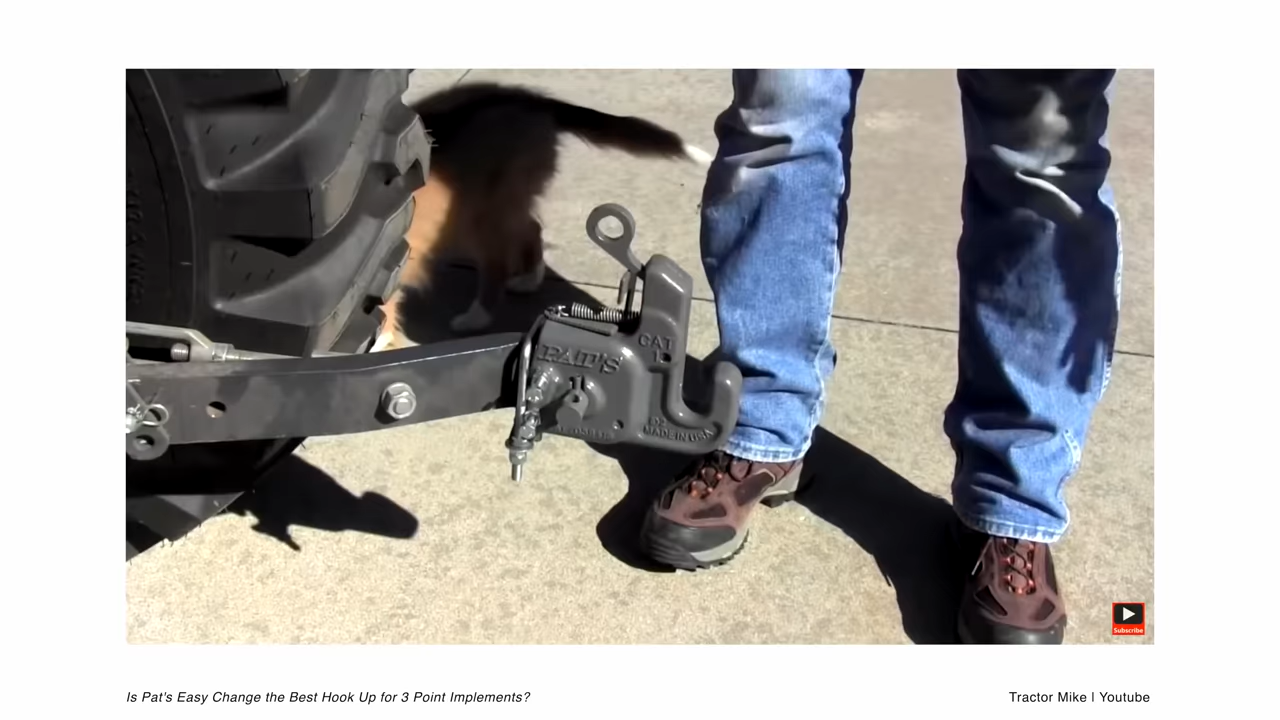 CAT
1
PAT'S
MADE IN USA
Subscribe
Is Pat's Easy Change the Best Hook Up for 3 Point Implements?
Tractor Mike | Youtube